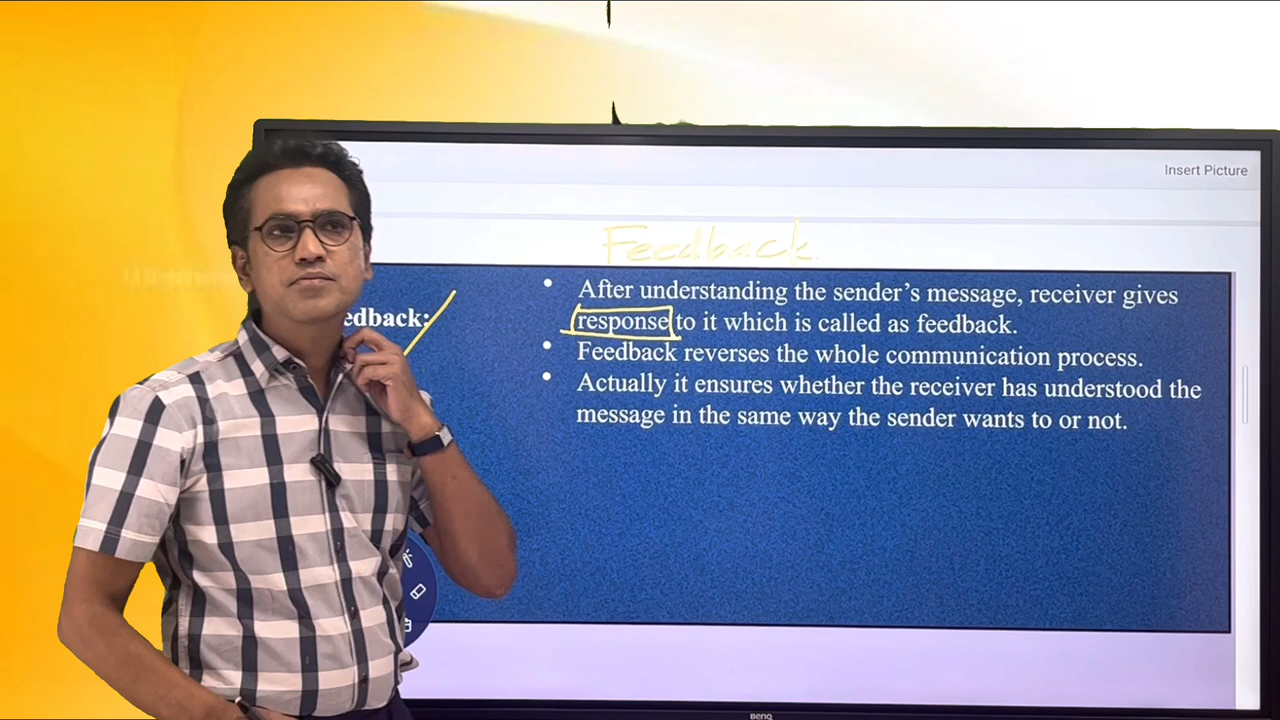 Insert Picture
Feedback.
edback:
• After understanding the sender’s message, receiver gives
response to it which is called as feedback.
• Feedback reverses the whole communication process.
• Actually it ensures whether the receiver has understood the
message in the same way the sender wants to or not.
BenQ